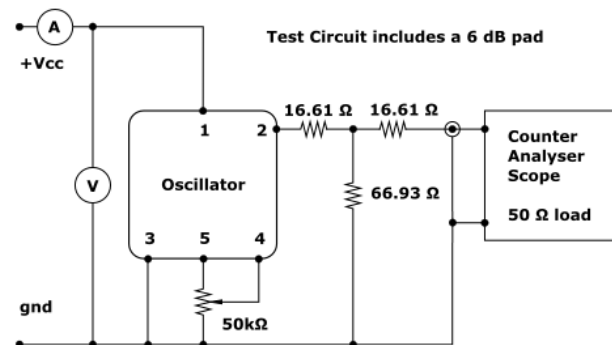 A
Test Circuit includes a 6 dB pad
+Vcc
16.61 Ω 16.61 Ω
1 2
Counter
Analyser
Scope
V
Oscillator
66.93 Ω
50 Ω load
3 5 4
gnd
50kΩ